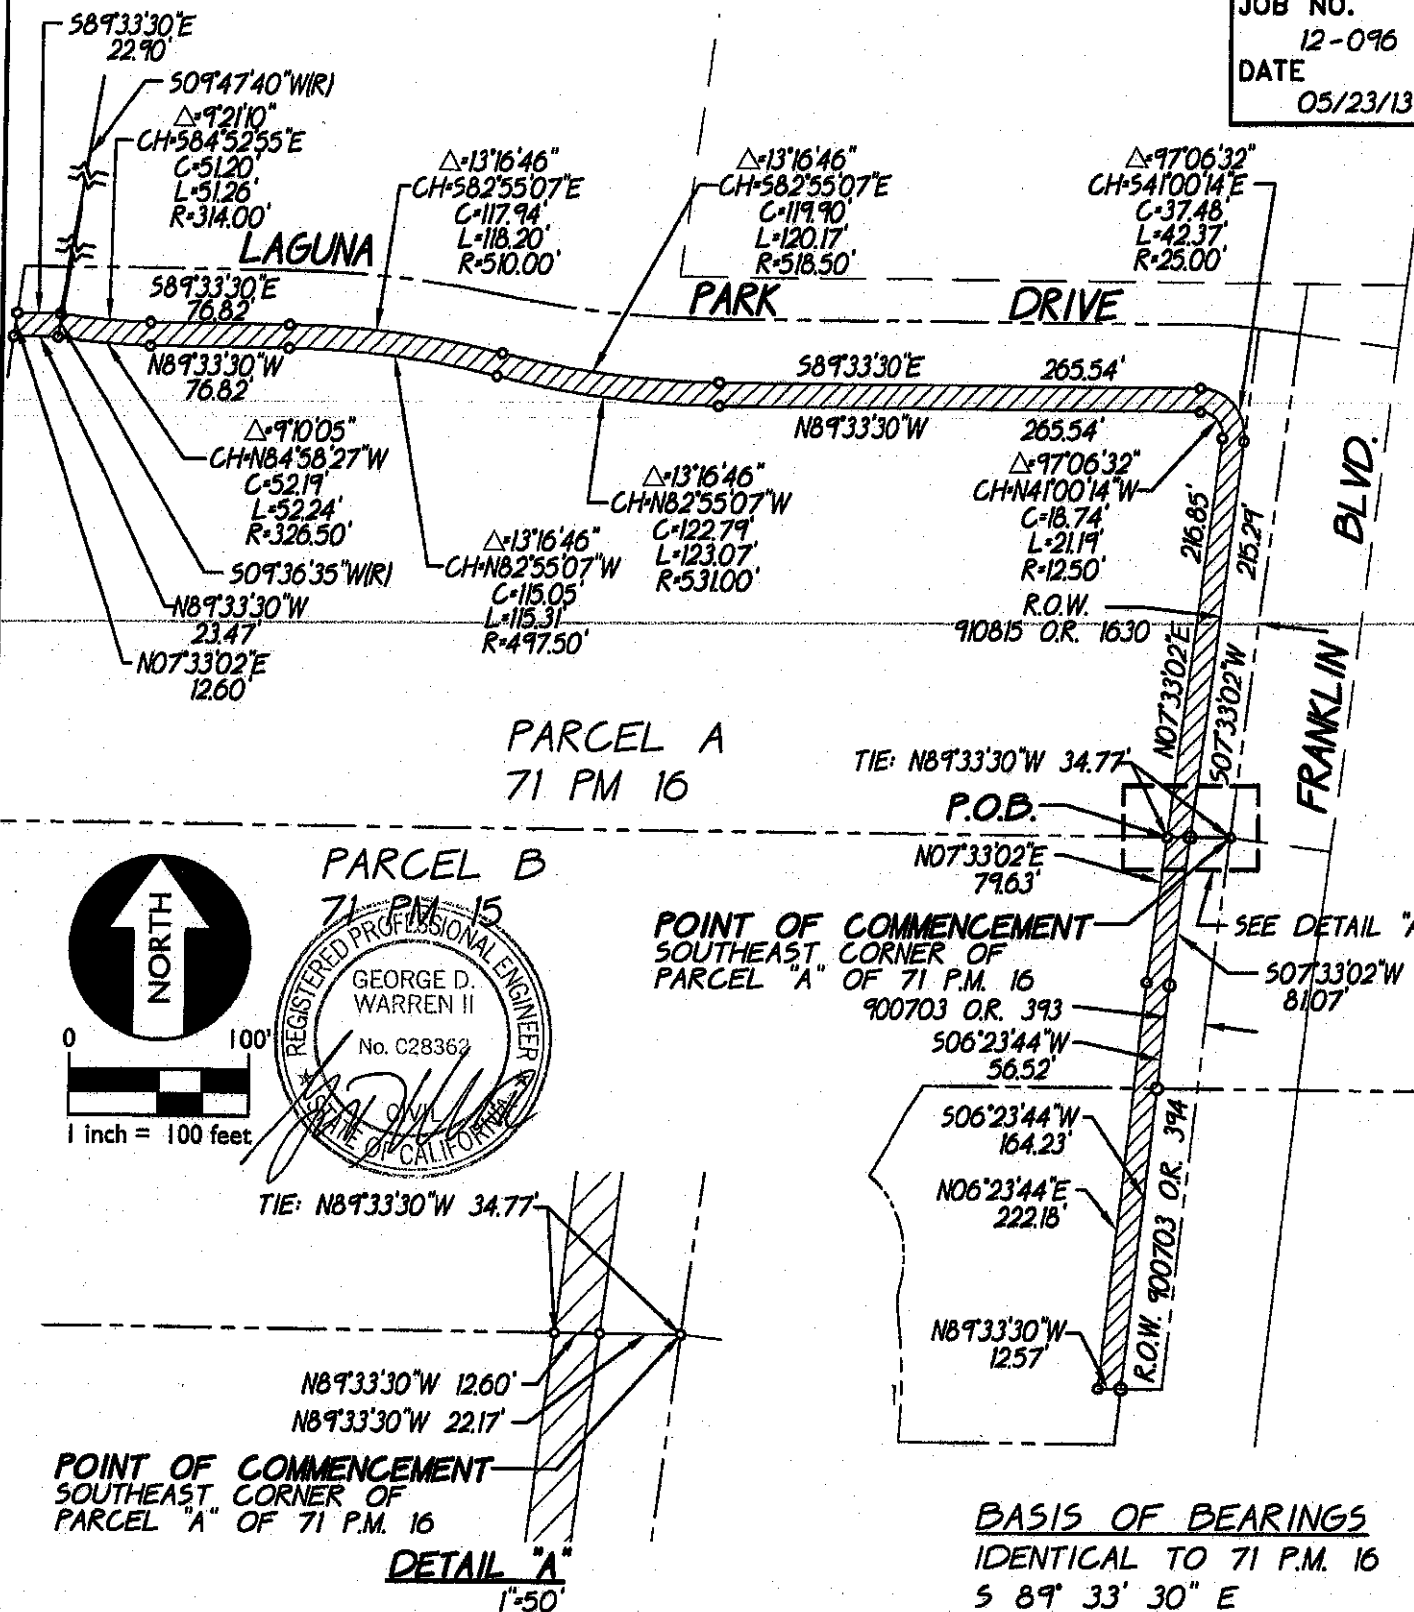 JOB NO.
12-096
DATE
05/23/13
S89°33'30"E
22.90'
S09°47'40"W(R)
△=9°21'10"
CH=S84°52'55"E
C=51.20'
L=51.26'
R=314.00'
△=13°16'46"
CH=S82°55'07"E
C=117.94'
L=118.20'
R=510.00'
△=13°16'46"
CH=S82°55'07"E
C=119.90'
L=120.17'
R=518.50'
△=97°06'32"
CH=S41°00'14"E
C=37.48'
L=42.37'
R=25.00'
LAGUNA
PARK
DRIVE
S89°33'30"E
76.82'
N89°33'30"W
76.82'
S89°33'30"E 265.54'
N89°33'30"W 265.54'
△=9°10'05"
CH=N84°58'27"W
C=52.19'
L=52.24'
R=326.50'
S09°36'35"W(R)
N89°33'30"W
23.47'
N07°33'02"E
12.60'
△=13°16'46"
CH=N82°55'07"W
C=115.05'
L=115.31'
R=497.50'
△=13°16'46"
CH=N82°55'07"W
C=122.79'
L=123.07'
R=531.00'
△=97°06'32"
CH=N41°00'14"W
C=18.74'
L=21.19'
R=12.50'
R.O.W.
910815 O.R. 1630
216.85'
N07°33'02"E
215.29'
S07°33'02"W
FRANKLIN
BLVD.
PARCEL A
71 PM 16
TIE: N89°33'30"W 34.77'
P.O.B.
N07°33'02"E
79.63'
PARCEL B
71 PM 15
POINT OF COMMENCEMENT
SOUTHEAST CORNER OF
PARCEL "A" OF 71 P.M. 16
SEE DETAIL "A
S07°33'02"W
81.07'
900703 O.R. 393
S06°23'44"W
56.52'
NORTH
0 100'
1 inch = 100 feet
REGISTERED PROFESSIONAL ENGINEER
GEORGE D.
WARREN II
No. C28362
CIVIL
STATE OF CALIFORNIA
S06°23'44"W
164.23'
N06°23'44"E
222.18'
R.O.W. 900703 O.R. 394
N89°33'30"W
12.57'
TIE: N89°33'30"W 34.77'
N89°33'30"W 12.60'
N89°33'30"W 22.17'
POINT OF COMMENCEMENT
SOUTHEAST CORNER OF
PARCEL "A" OF 71 P.M. 16
DETAIL "A"
1"=50'
BASIS OF BEARINGS
IDENTICAL TO 71 P.M. 16
S 89° 33' 30" E